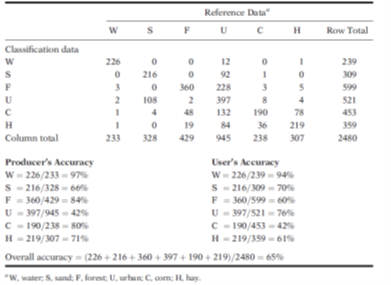 Reference Dataᵃ
W S F U C H Row Total
Classification data
W 226 0 0 12 0 1 239
S 0 216 0 92 1 0 309
F 3 0 360 228 3 5 599
U 2 108 2 397 8 4 521
C 1 4 48 132 190 78 453
H 1 0 19 84 36 219 359
Column total 233 328 429 945 238 307 2480
Producer's Accuracy User's Accuracy
W = 226/233 = 97% W = 226/239 = 94%
S = 216/328 = 66% S = 216/309 = 70%
F = 360/429 = 84% F = 360/599 = 60%
U = 397/945 = 42% U = 397/521 = 76%
C = 190/238 = 80% C = 190/453 = 42%
H = 219/307 = 71% H = 219/359 = 61%
Overall accuracy = (226 + 216 + 360 + 397 + 190 + 219)/2480 = 65%
ᵃW, water; S, sand; F, forest; U, urban; C, corn; H, hay.